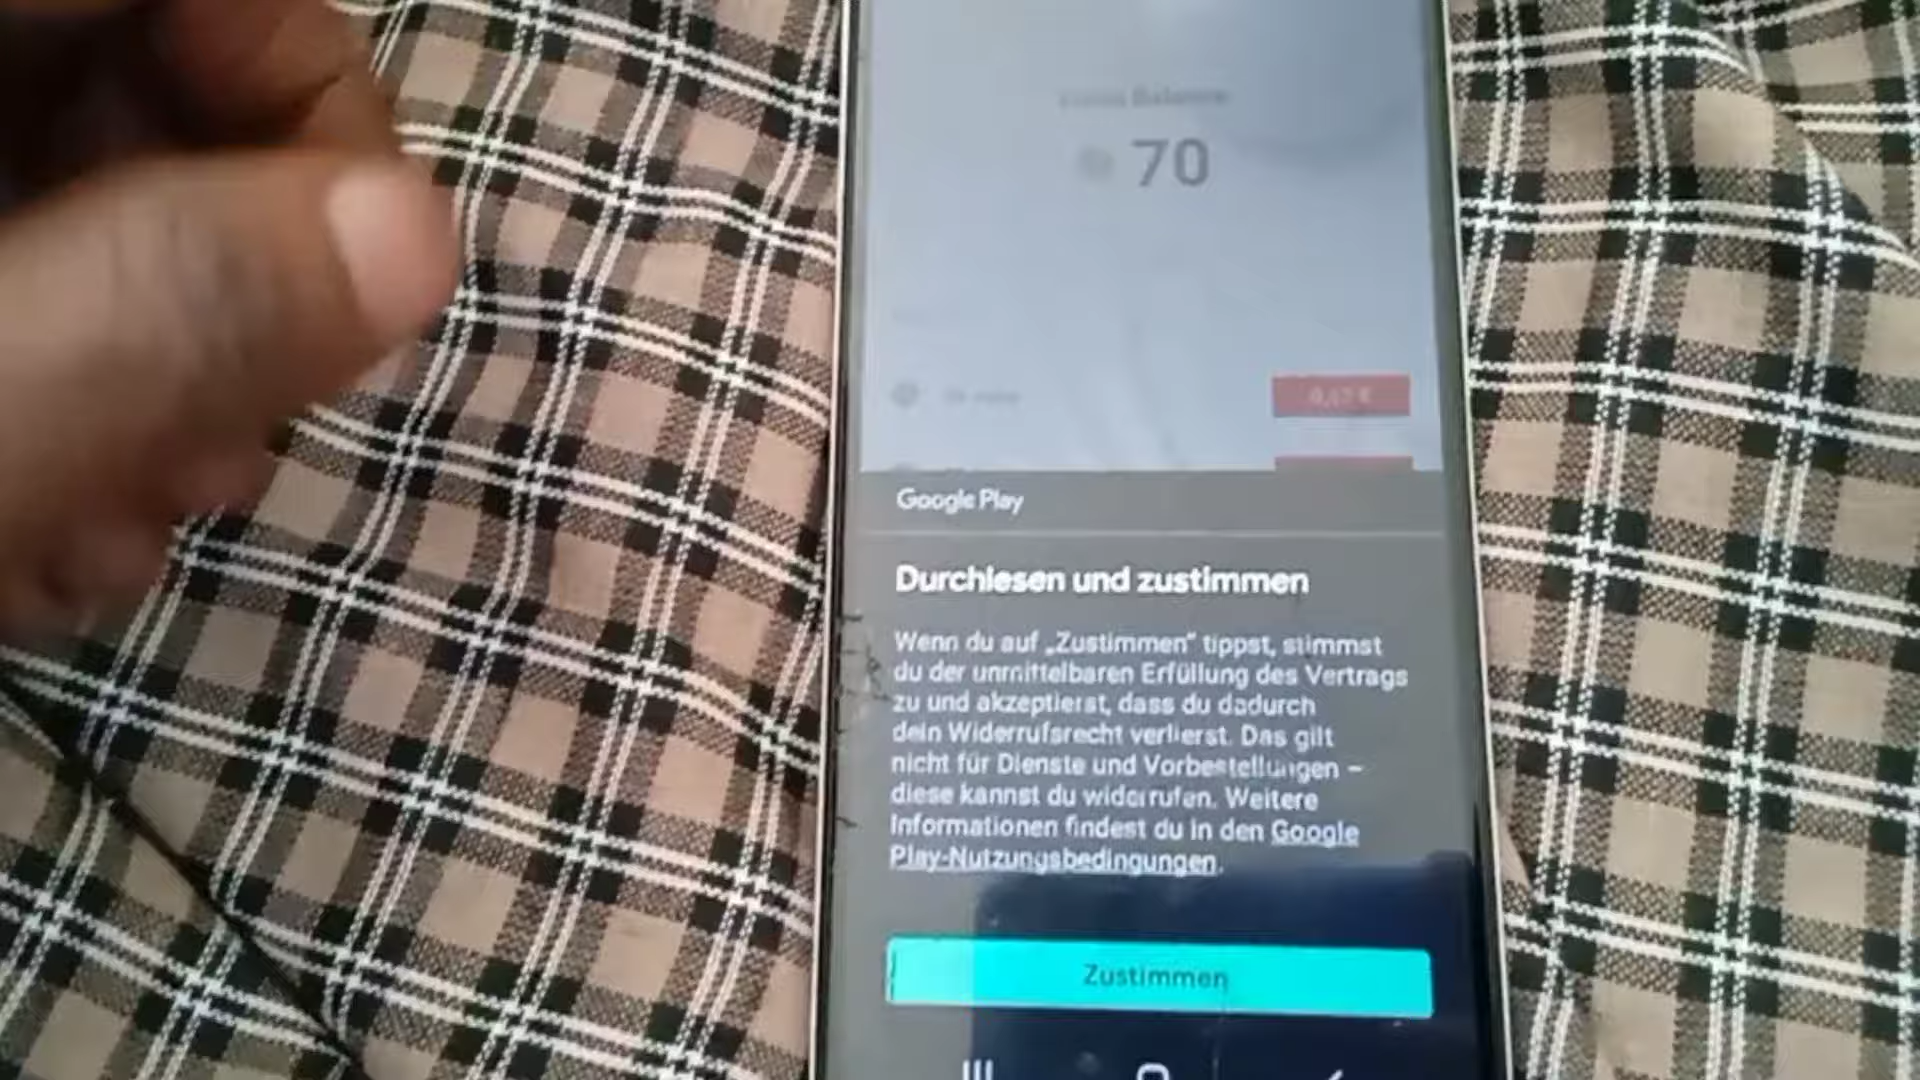 70
Google Play
Durchlesen und zustimmen
Wenn du auf „Zustimmen“ tippst, stimmst
du der unmittelbaren Erfüllung des Vertrags
zu und akzeptierst, dass du dadurch
dein Widerrufsrecht verlierst. Das gilt
nicht für Dienste und Vorbestellungen –
diese kannst du widerrufen. Weitere
Informationen findest du in den Google
Play-Nutzungsbedingungen.
Zustimmen